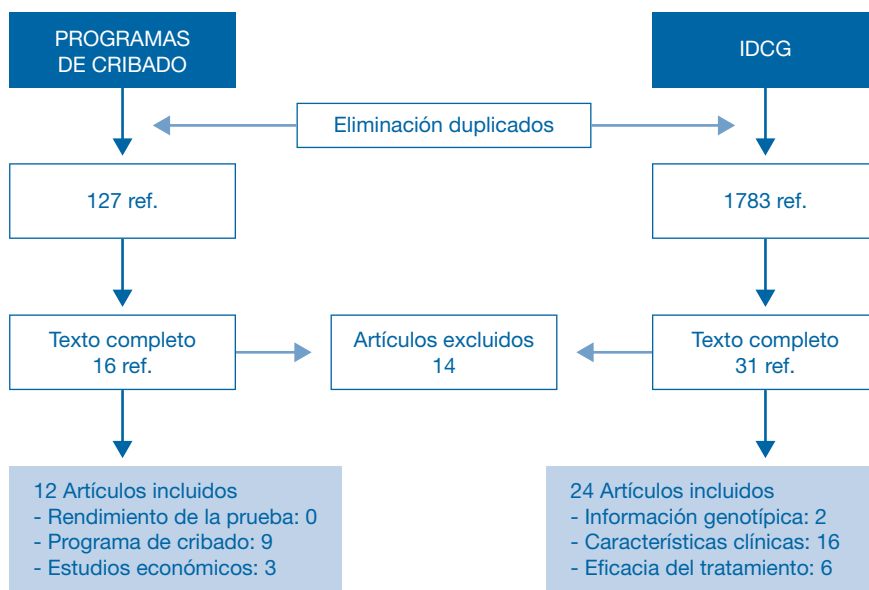 PROGRAMAS
DE CRIBADO
IDCG
Eliminación duplicados
127 ref.
1783 ref.
Texto completo
16 ref.
Artículos excluidos
14
Texto completo
31 ref.
12 Artículos incluidos
- Rendimiento de la prueba: 0
- Programa de cribado: 9
- Estudios económicos: 3
24 Artículos incluidos
- Información genotípica: 2
- Características clínicas: 16
- Eficacia del tratamiento: 6